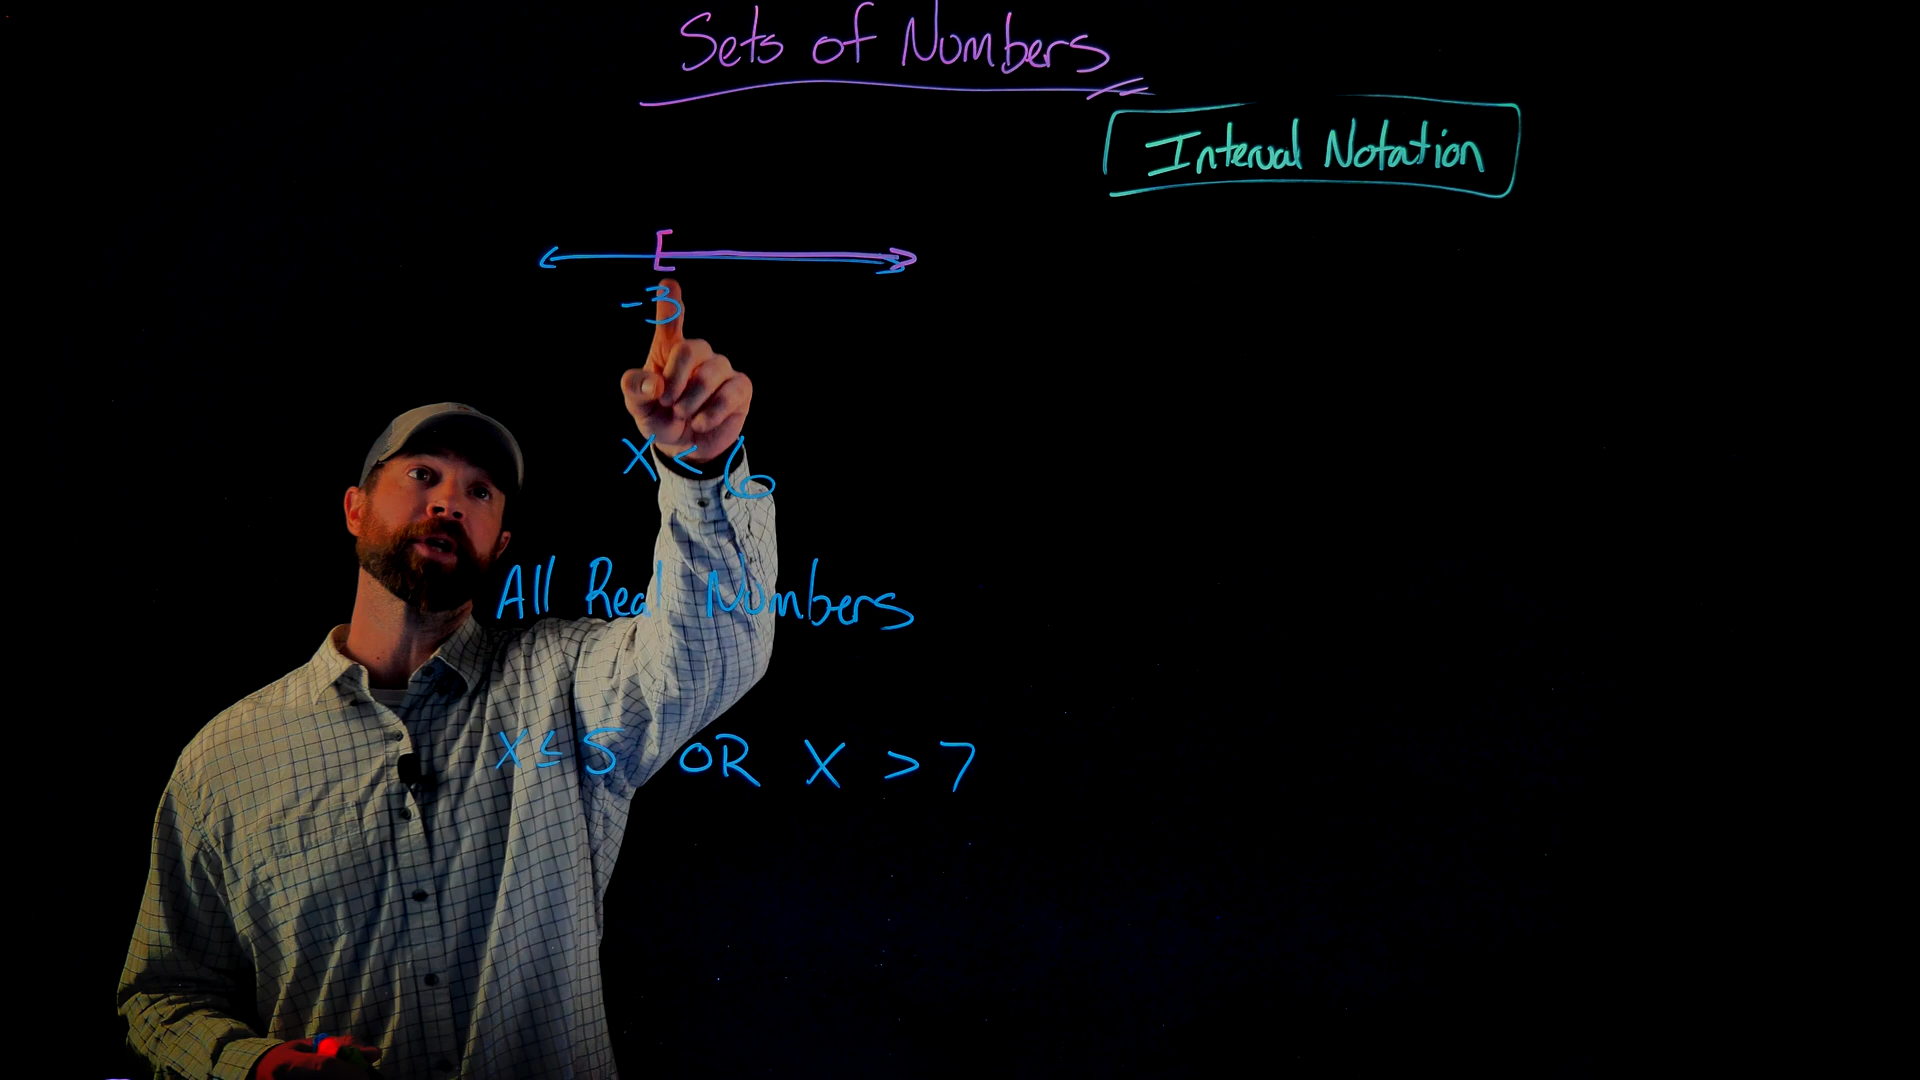 Sets of Numbers
Interval Notation
[
-3
x < 6
All Real Numbers
x ≤ 5 OR x > 7